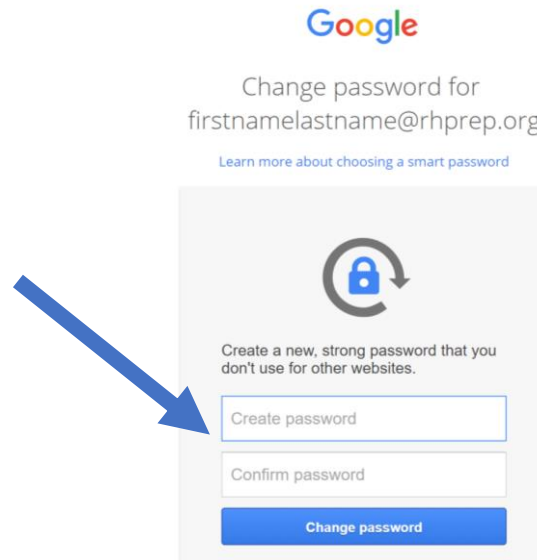 Google
Change password for
firstnamelastname@rhprep.org
Learn more about choosing a smart password
Create a new, strong password that you
don't use for other websites.
Create password
Confirm password
Change password